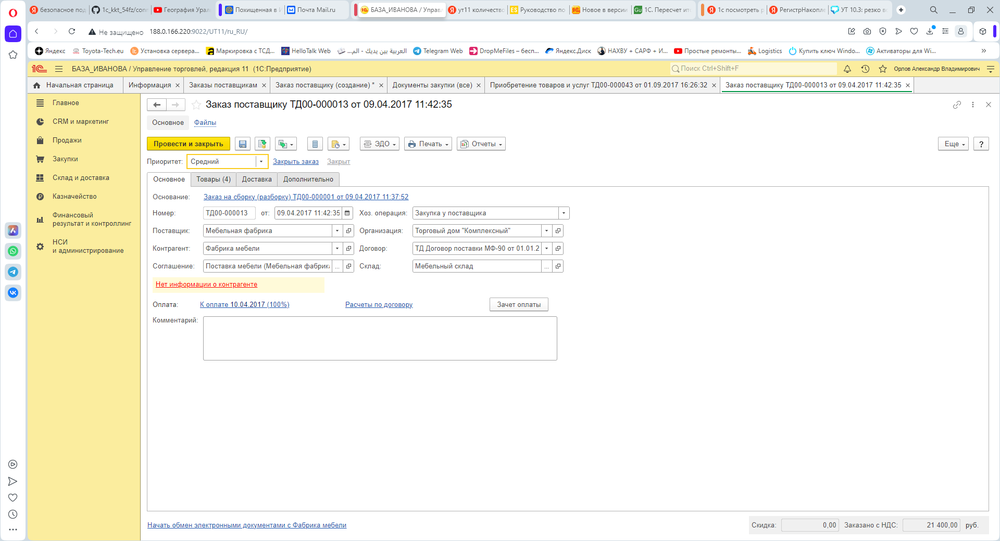 безопасное под
1c_kkt_54fz/conf
География Урал
Похищенная в И
Почта Mail.ru
БАЗА_ИВАНОВА / Управл
ут11 количество
Руководство по
Новое в версии
1С. Пересчет ито
1с посмотреть р
РегистрНакопле
УТ 10.3: резко во
Не защищено 188.0.166.220:9022/UT11/ru_RU/
Яндекс
Toyota-Tech.eu
Установка сервера...
Маркировка с ТСД...
HelloTalk Web
العربية بين يديك - الم...
Telegram Web
DropMeFiles – бесп...
Яндекс.Диск
НАХВУ + САРФ + И...
Простые ремонты...
Logistics
Купить ключ Windo...
Активаторы для Wi...
БАЗА_ИВАНОВА / Управление торговлей, редакция 11 (1С:Предприятие)
Поиск Ctrl+Shift+F
Орлов Александр Владимирович
Начальная страница
Информация
Заказы поставщикам
Заказ поставщику (создание) *
Документы закупки (все)
Приобретение товаров и услуг ТД00-000043 от 01.09.2017 16:26:32
Заказ поставщику ТД00-000013 от 09.04.2017 11:42:35
Главное
CRM и маркетинг
Продажи
Закупки
Склад и доставка
Казначейство
Финансовый
результат и контроллинг
НСИ
и администрирование
Заказ поставщику ТД00-000013 от 09.04.2017 11:42:35
Основное Файлы
Провести и закрыть ЭДО Печать Отчеты Еще ?
Приоритет: Средний Закрыть заказ Закрыт
Основное Товары (4) Доставка Дополнительно
Основание: Заказ на сборку (разборку) ТД00-000001 от 09.04.2017 11:37:52
Номер: ТД00-000013 от: 09.04.2017 11:42:35 Хоз. операция: Закупка у поставщика
Поставщик: Мебельная фабрика Организация: Торговый дом "Комплексный"
Контрагент: Фабрика мебели Договор: ТД Договор поставки МФ-90 от 01.01.2
Соглашение: Поставка мебели (Мебельная фабрика ... Склад: Мебельный склад ...
Нет информации о контрагенте
Оплата: К оплате 10.04.2017 (100%) Расчеты по договору Зачет оплаты
Комментарий:
Начать обмен электронными документами с Фабрика мебели
Скидка: 0,00 Заказано с НДС: 21 400,00 руб.